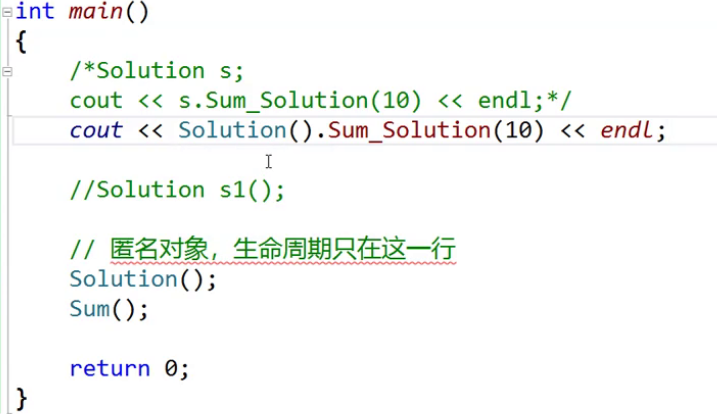 int main()
{
/*Solution s;
cout << s.Sum_Solution(10) << endl;*/
cout << Solution().Sum_Solution(10) << endl;
//Solution s1();
// 匿名对象，生命周期只在这一行
Solution();
Sum();
return 0;
}